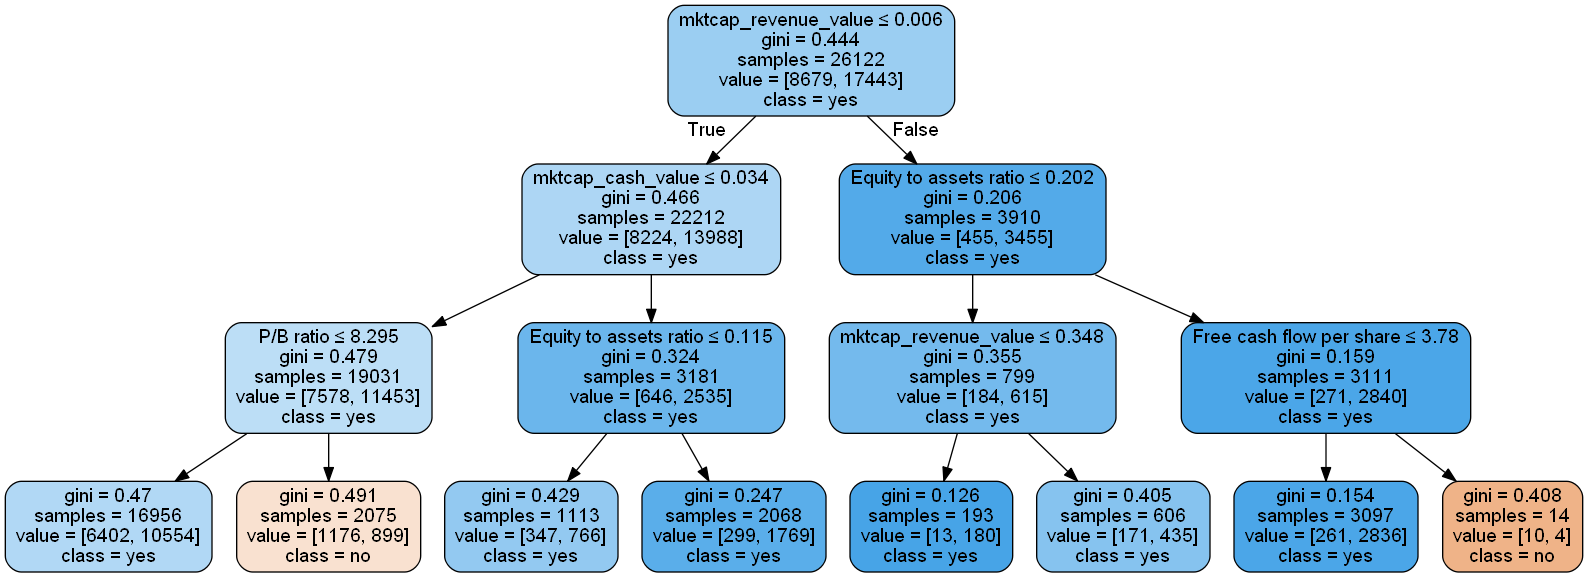 mktcap_revenue_value ≤ 0.006
gini = 0.444
samples = 26122
value = [8679, 17443]
class = yes
True
False
mktcap_cash_value ≤ 0.034
gini = 0.466
samples = 22212
value = [8224, 13988]
class = yes
Equity to assets ratio ≤ 0.202
gini = 0.206
samples = 3910
value = [455, 3455]
class = yes
P/B ratio ≤ 8.295
gini = 0.479
samples = 19031
value = [7578, 11453]
class = yes
Equity to assets ratio ≤ 0.115
gini = 0.324
samples = 3181
value = [646, 2535]
class = yes
mktcap_revenue_value ≤ 0.348
gini = 0.355
samples = 799
value = [184, 615]
class = yes
Free cash flow per share ≤ 3.78
gini = 0.159
samples = 3111
value = [271, 2840]
class = yes
gini = 0.47
samples = 16956
value = [6402, 10554]
class = yes
gini = 0.491
samples = 2075
value = [1176, 899]
class = no
gini = 0.429
samples = 1113
value = [347, 766]
class = yes
gini = 0.247
samples = 2068
value = [299, 1769]
class = yes
gini = 0.126
samples = 193
value = [13, 180]
class = yes
gini = 0.405
samples = 606
value = [171, 435]
class = yes
gini = 0.154
samples = 3097
value = [261, 2836]
class = yes
gini = 0.408
samples = 14
value = [10, 4]
class = no